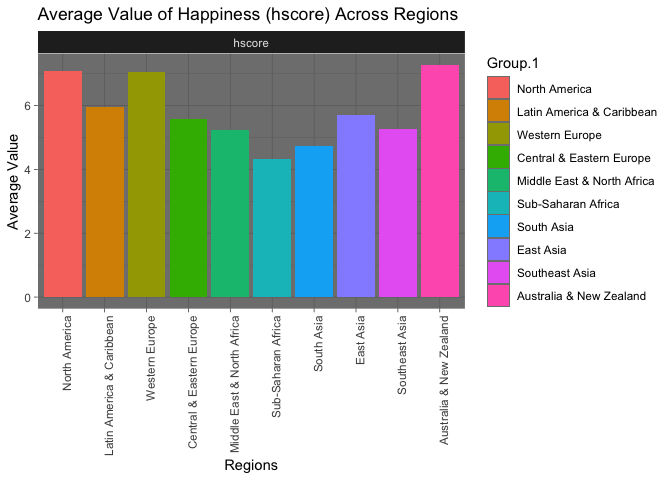 Average Value of Happiness (hscore) Across Regions
hscore
Average Value
6
4
2
0
North America
Latin America & Caribbean
Western Europe
Central & Eastern Europe
Middle East & North Africa
Sub-Saharan Africa
South Asia
East Asia
Southeast Asia
Australia & New Zealand
Regions
Group.1
North America
Latin America & Caribbean
Western Europe
Central & Eastern Europe
Middle East & North Africa
Sub-Saharan Africa
South Asia
East Asia
Southeast Asia
Australia & New Zealand